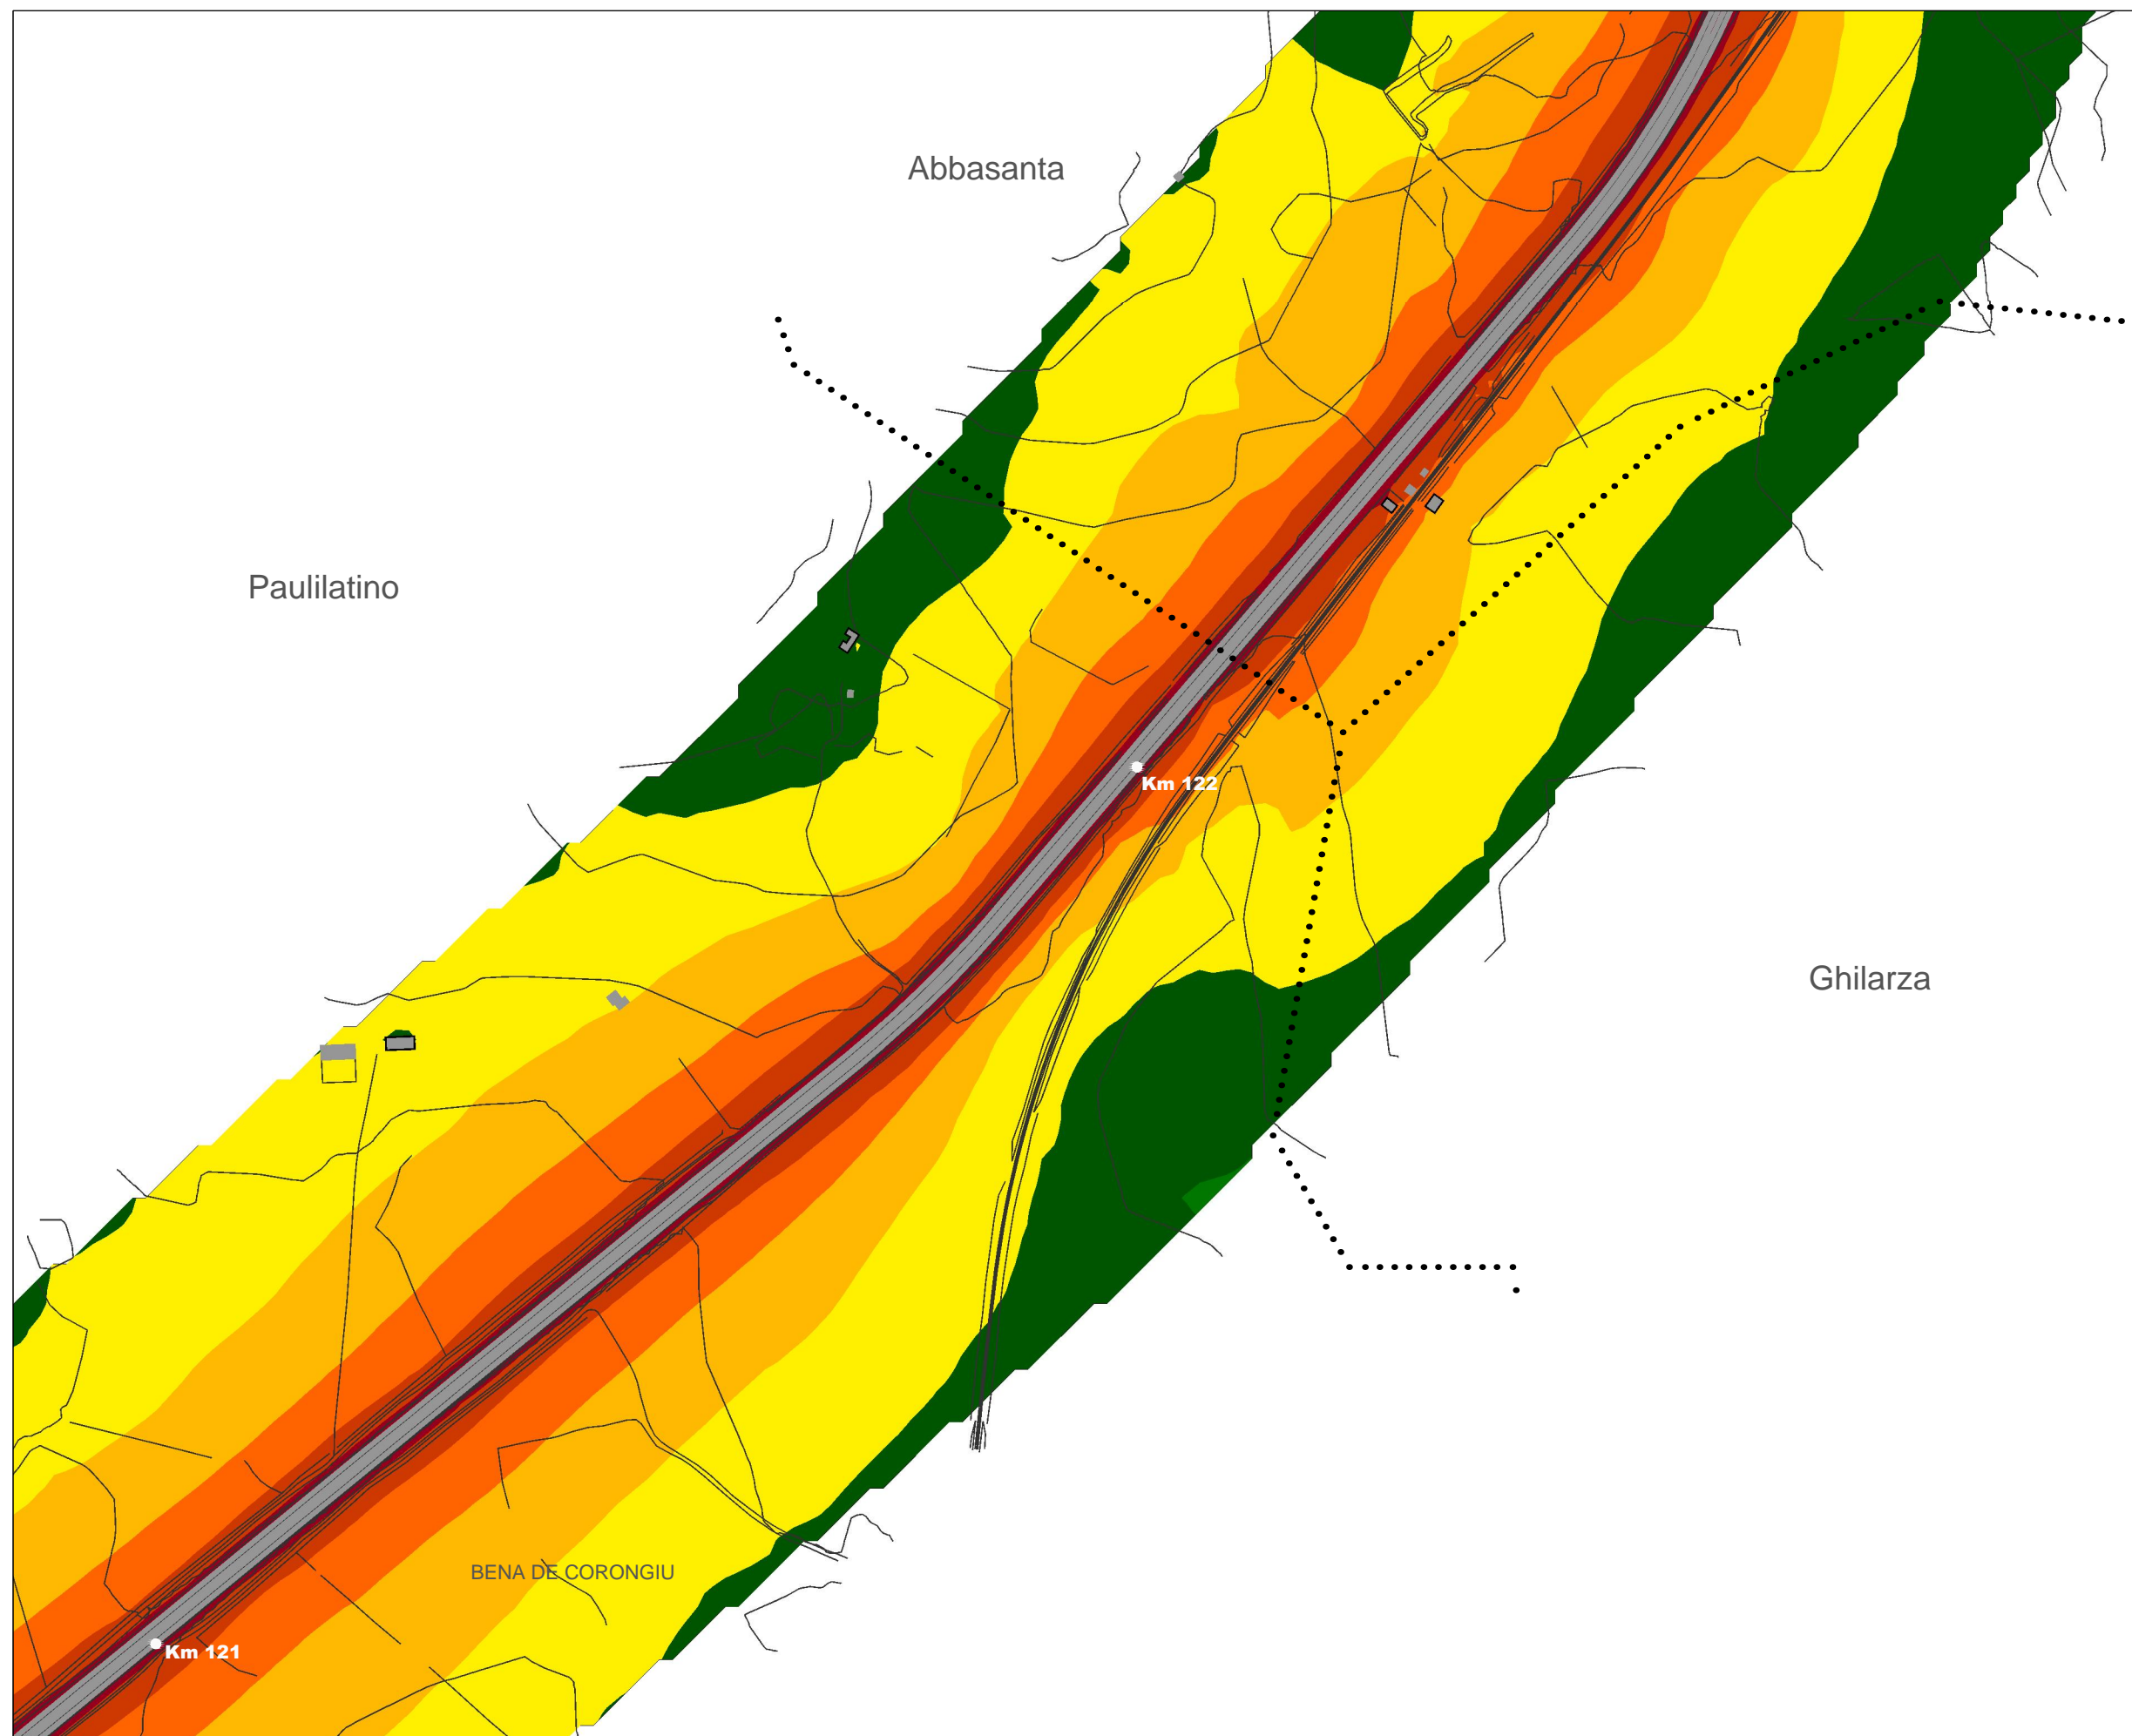 Abbasanta
Paulilatino
Km 122
Ghilarza
BENA DE CORONGIU
Km 121